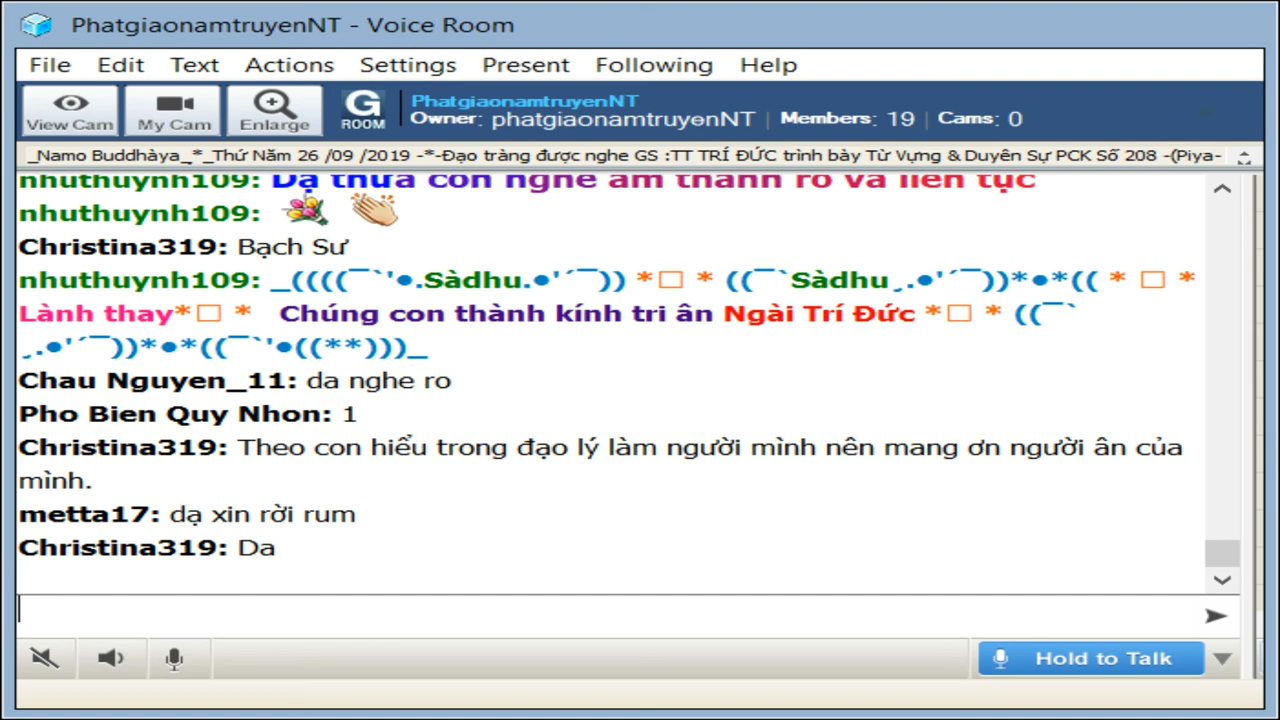 PhatgiaonamtruyenNT - Voice Room
File Edit Text Actions Settings Present Following Help
View Cam My Cam Enlarge G ROOM PhatgiaonamtruyenNT
Owner: phatgiaonamtruyenNT | Members: 19 | Cams: 0
_Namo Buddhàya_*_Thứ Năm 26 /09 /2019 -*-Đạo tràng được nghe GS :TT TRÍ ĐỨC trình bày Từ Vựng & Duyên Sự PCK Số 208 -(Piya-
nhuthuynh109: Dạ thưa con nghe âm thanh rõ và liên tục
nhuthuynh109:
Christina319: Bạch Sư
nhuthuynh109: _((((¯`'●.Sàdhu.●'´¯)) *□ * ((¯`Sàdhu¸.●'´¯))*●*(( * □ *
Lành thay*□ * Chúng con thành kính tri ân Ngài Trí Đức *□ * ((¯`
¸.●'´¯))*●*((¯`'●((**)))_
Chau Nguyen_11: da nghe ro
Pho Bien Quy Nhon: 1
Christina319: Theo con hiểu trong đạo lý làm người mình nên mang ơn người ân của
mình.
metta17: dạ xin rời rum
Christina319: Da
Hold to Talk